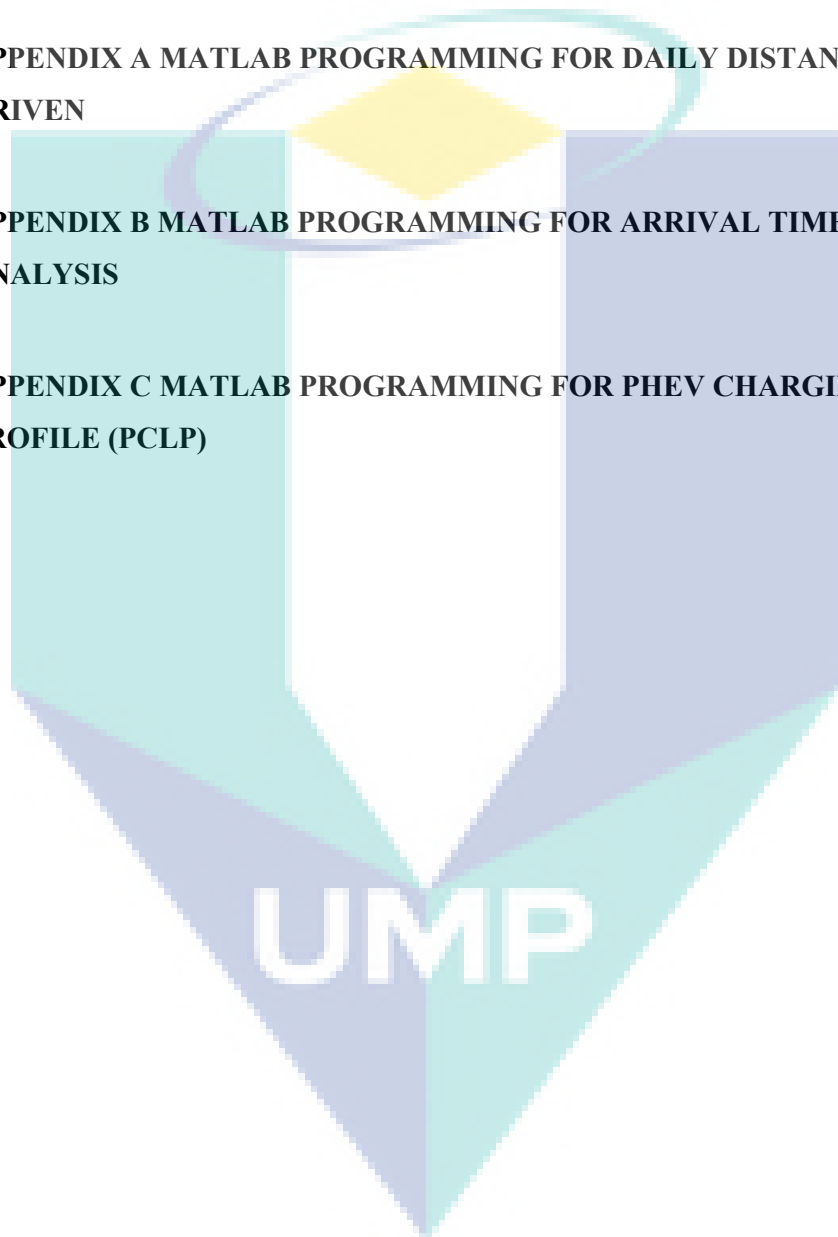 PPENDIX A MATLAB PROGRAMMING FOR DAILY DISTAN
RIVEN
PPENDIX B MATLAB PROGRAMMING FOR ARRIVAL TIME
NALYSIS
PPENDIX C MATLAB PROGRAMMING FOR PHEV CHARGI
ROFILE (PCLP)
UMP